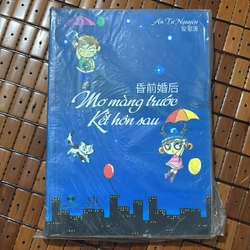 An Tư Nguyên
昏前婚后
Mơ màng trước
Kết hôn sau